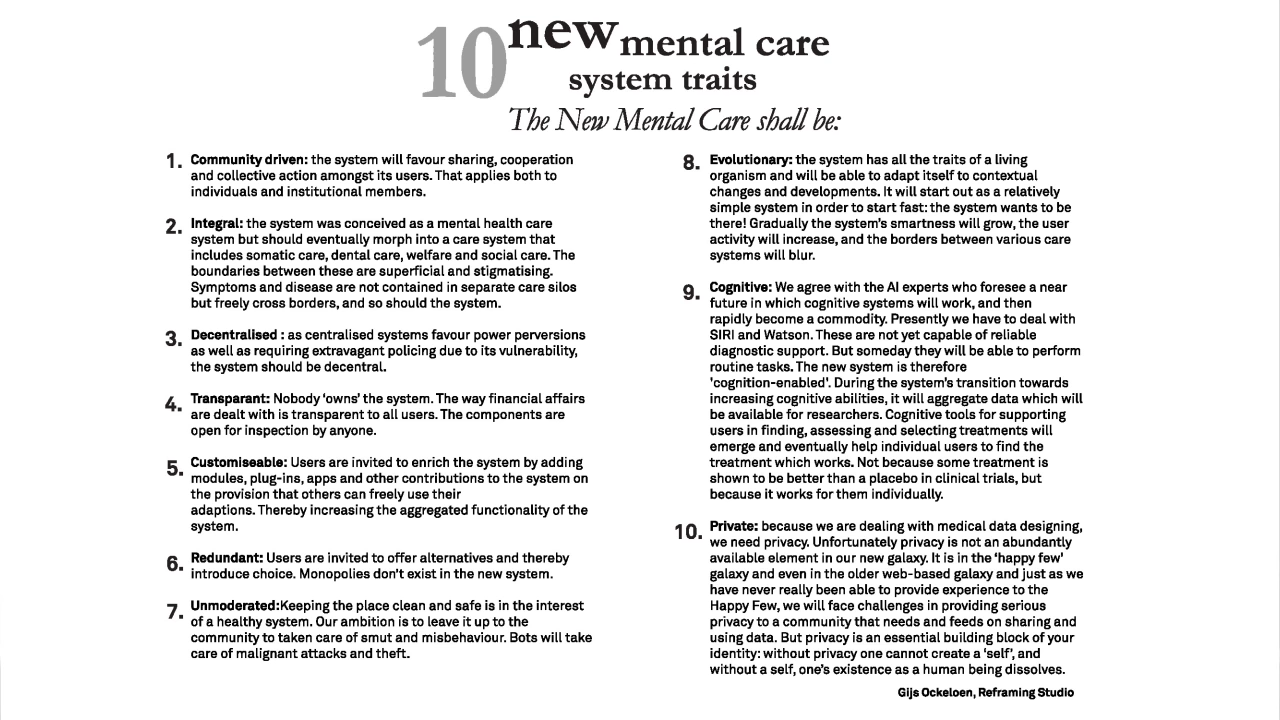 10 new mental care
system traits
The New Mental Care shall be:
1. Community driven: the system will favour sharing, cooperation
and collective action amongst its users. That applies both to
individuals and institutional members.
2. Integral: the system was conceived as a mental health care
system but should eventually morph into a care system that
includes somatic care, dental care, welfare and social care. The
boundaries between these are superficial and stigmatising.
Symptoms and disease are not contained in separate care silos
but freely cross borders, and so should the system.
3. Decentralised : as centralised systems favour power perversions
as well as requiring extravagant policing due to its vulnerability,
the system should be decentral.
4. Transparant: Nobody ‘owns’ the system. The way financial affairs
are dealt with is transparent to all users. The components are
open for inspection by anyone.
5. Customiseable: Users are invited to enrich the system by adding
modules, plug-ins, apps and other contributions to the system on
the provision that others can freely use their
adaptions. Thereby increasing the aggregated functionality of the
system.
6. Redundant: Users are invited to offer alternatives and thereby
introduce choice. Monopolies don't exist in the new system.
7. Unmoderated:Keeping the place clean and safe is in the interest
of a healthy system. Our ambition is to leave it up to the
community to taken care of smut and misbehaviour. Bots will take
care of malignant attacks and theft.
8. Evolutionary: the system has all the traits of a living
organism and will be able to adapt itself to contextual
changes and developments. It will start out as a relatively
simple system in order to start fast: the system wants to be
there! Gradually the system's smartness will grow, the user
activity will increase, and the borders between various care
systems will blur.
9. Cognitive: We agree with the AI experts who foresee a near
future in which cognitive systems will work, and then
rapidly become a commodity. Presently we have to deal with
SIRI and Watson. These are not yet capable of reliable
diagnostic support. But someday they will be able to perform
routine tasks. The new system is therefore
'cognition-enabled'. During the system's transition towards
increasing cognitive abilities, it will aggregate data which will
be available for researchers. Cognitive tools for supporting
users in finding, assessing and selecting treatments will
emerge and eventually help individual users to find the
treatment which works. Not because some treatment is
shown to be better than a placebo in clinical trials, but
because it works for them individually.
10. Private: because we are dealing with medical data designing,
we need privacy. Unfortunately privacy is not an abundantly
available element in our new galaxy. It is in the ‘happy few’
galaxy and even in the older web-based galaxy and just as we
have never really been able to provide experience to the
Happy Few, we will face challenges in providing serious
privacy to a community that needs and feeds on sharing and
using data. But privacy is an essential building block of your
identity: without privacy one cannot create a ‘self’, and
without a self, one's existence as a human being dissolves.
Gijs Ockeloen, Reframing Studio